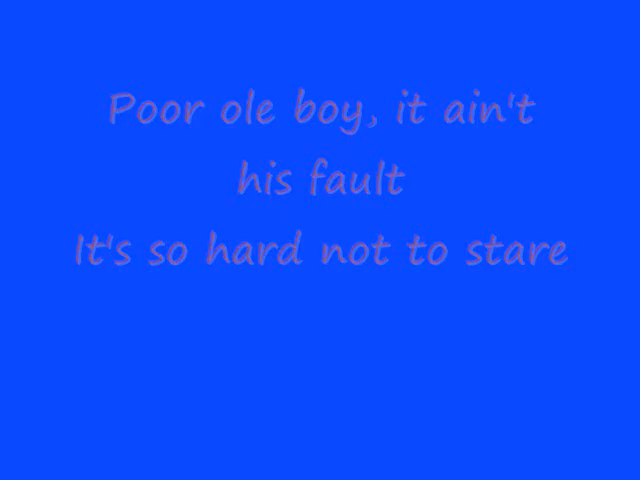 Poor ole boy, it ain't
his fault
It's so hard not to stare